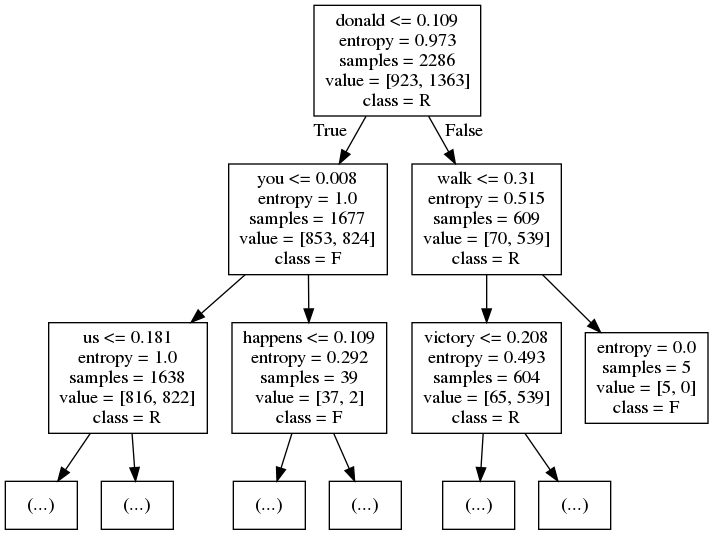 donald <= 0.109
entropy = 0.973
samples = 2286
value = [923, 1363]
class = R
True
False
you <= 0.008
entropy = 1.0
samples = 1677
value = [853, 824]
class = F
walk <= 0.31
entropy = 0.515
samples = 609
value = [70, 539]
class = R
us <= 0.181
entropy = 1.0
samples = 1638
value = [816, 822]
class = R
happens <= 0.109
entropy = 0.292
samples = 39
value = [37, 2]
class = F
victory <= 0.208
entropy = 0.493
samples = 604
value = [65, 539]
class = R
entropy = 0.0
samples = 5
value = [5, 0]
class = F
(...)
(...)
(...)
(...)
(...)
(...)